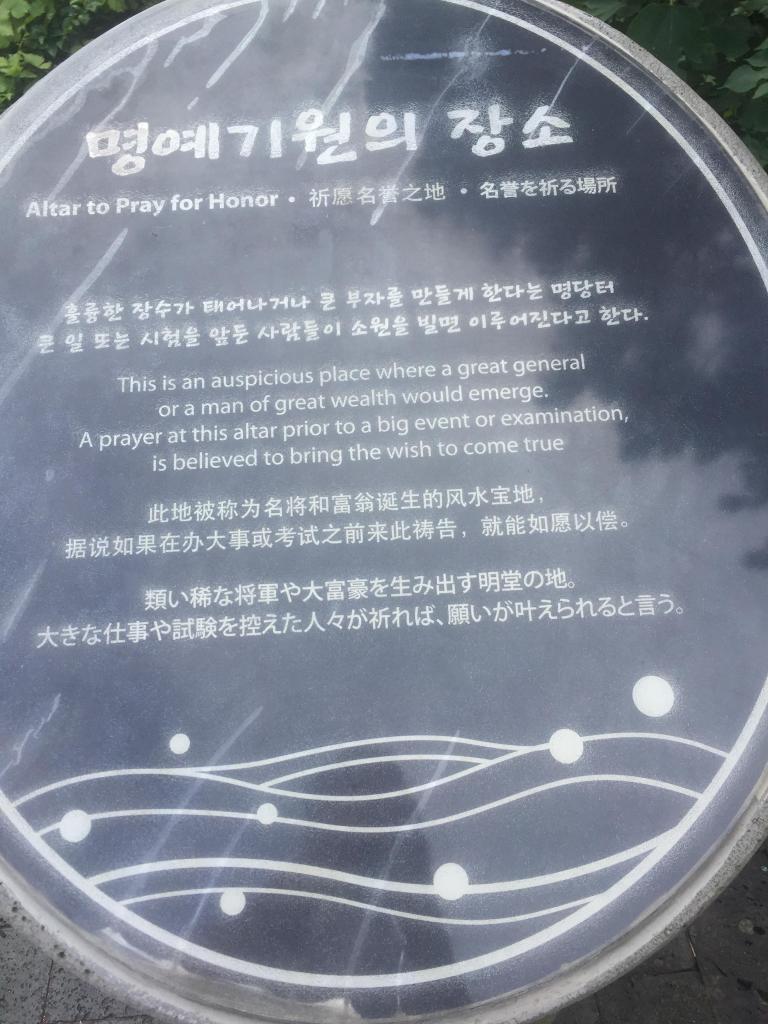 명예기원의 장소
Altar to Pray for Honor • 祈愿名誉之地 • 名誉を祈る場所
훌륭한 장수가 태어나거나 큰 부자를 만들게 한다는 명당터
큰 일 또는 시험을 앞둔 사람들이 소원을 빌면 이루어진다고 한다.
This is an auspicious place where a great general
or a man of great wealth would emerge.
A prayer at this altar prior to a big event or examination,
is believed to bring the wish to come true
此地被称为名将和富翁诞生的风水宝地，
据说如果在办大事或考试之前来此祷告，就能如愿以偿。
類い稀な将軍や大富豪を生み出す明堂の地。
大きな仕事や試験を控えた人々が祈れば、願いが叶えられると言う。